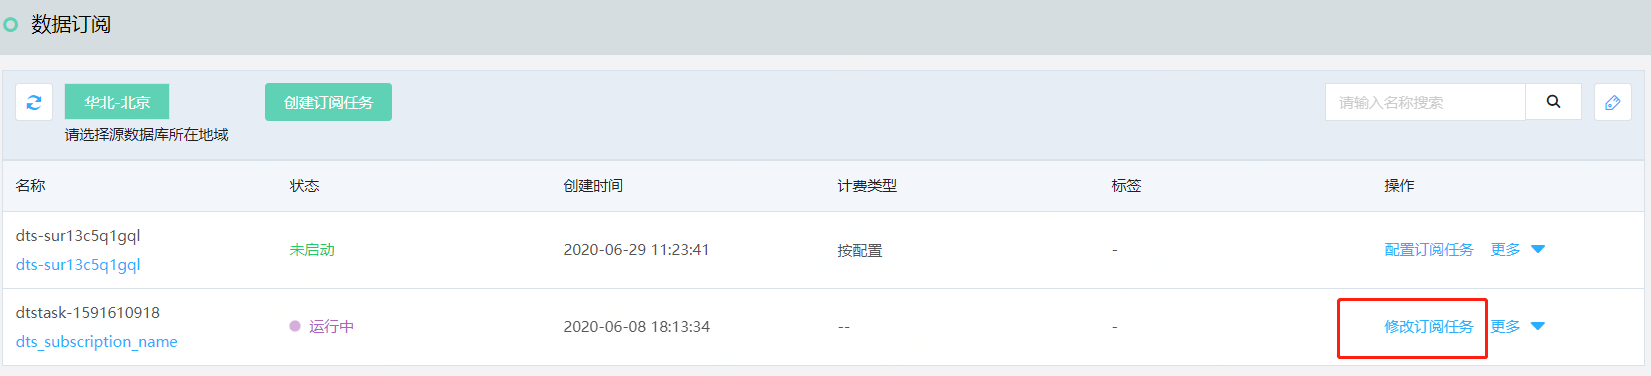 数据订阅
华北-北京
创建订阅任务
请输入名称搜索
请选择源数据库所在地域
名称 状态 创建时间 计费类型 标签 操作
dts-sur13c5q1gql
dts-sur13c5q1gql
未启动 2020-06-29 11:23:41 按配置 - 配置订阅任务 更多
dtstask-1591610918
dts_subscription_name
运行中 2020-06-08 18:13:34 -- - 修改订阅任务 更多